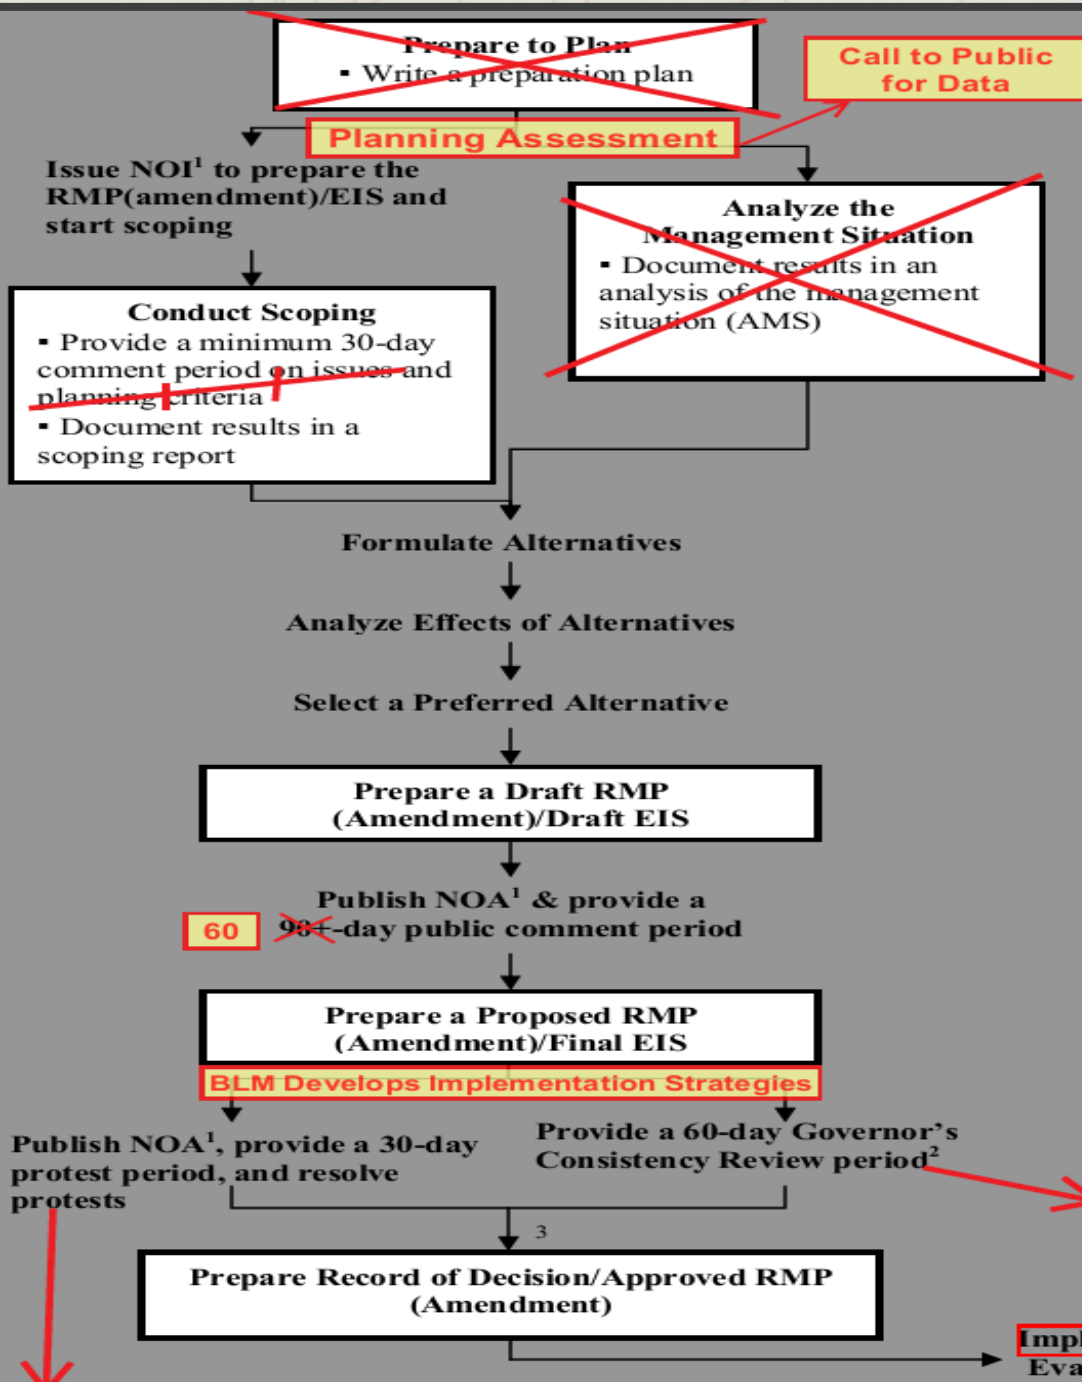 Prepare to Plan
▪ Write a preparation plan
Call to Public
for Data
Planning Assessment
Issue NOI¹ to prepare the
RMP(amendment)/EIS and
start scoping
Analyze the
Management Situation
▪ Document results in an
analysis of the management
situation (AMS)
Conduct Scoping
▪ Provide a minimum 30-day
comment period on issues and
planning criteria
▪ Document results in a
scoping report
Formulate Alternatives
Analyze Effects of Alternatives
Select a Preferred Alternative
Prepare a Draft RMP
(Amendment)/Draft EIS
Publish NOA¹ & provide a
60 90+-day public comment period
Prepare a Proposed RMP
(Amendment)/Final EIS
BLM Develops Implementation Strategies
Publish NOA¹, provide a 30-day
protest period, and resolve
protests
Provide a 60-day Governor's
Consistency Review period²
3
Prepare Record of Decision/Approved RMP
(Amendment)